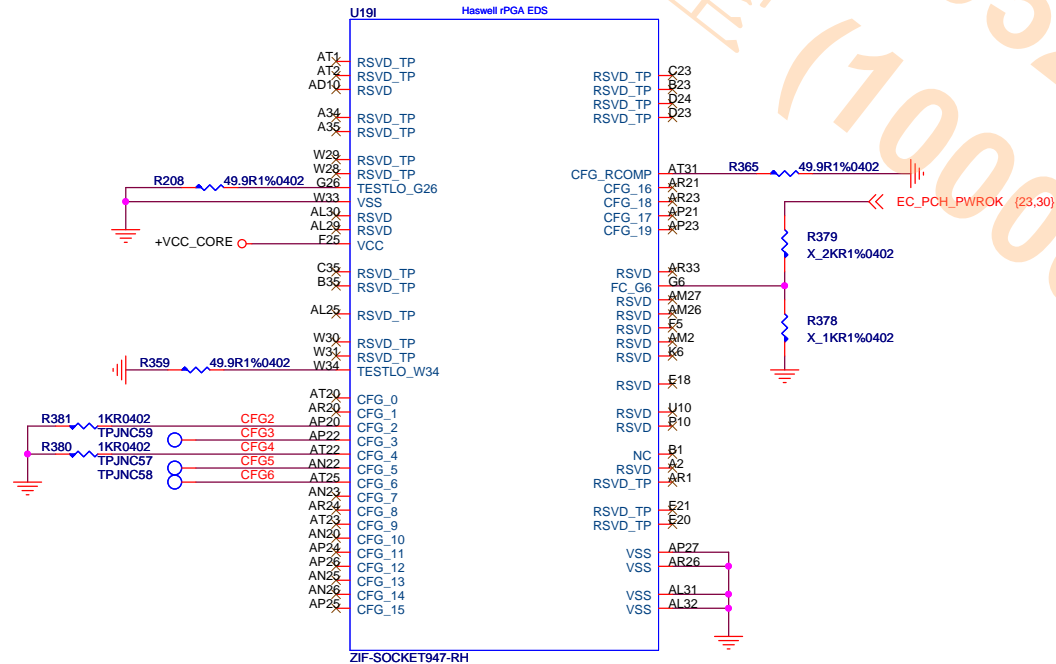 U19I
Haswell rPGA EDS
AT1 RSVD_TP
AT2 RSVD_TP
AD10 RSVD
A34 RSVD_TP
A35 RSVD_TP
W29 RSVD_TP
W28 RSVD_TP
R208 49.9R1%0402 G26 TESTLO_G26
W33 VSS
AL30 RSVD
AL29 RSVD
+VCC_CORE F25 VCC
C35 RSVD_TP
B35 RSVD_TP
AL25 RSVD_TP
W30 RSVD_TP
W31 RSVD_TP
R359 49.9R1%0402 W34 TESTLO_W34
AT20 CFG_0
AR20 CFG_1
R381 1KR0402 CFG2 AP20 CFG_2
TPJNC59 CFG3 AP22 CFG_3
R380 1KR0402 CFG4 AT22 CFG_4
TPJNC57 CFG5 AN22 CFG_5
TPJNC58 CFG6 AT25 CFG_6
AN23 CFG_7
AR24 CFG_8
AT23 CFG_9
AN20 CFG_10
AP24 CFG_11
AP26 CFG_12
AN25 CFG_13
AN26 CFG_14
AP25 CFG_15
RSVD_TP C23
RSVD_TP B23
RSVD_TP D24
RSVD_TP D23
CFG_RCOMP AT31 R365 49.9R1%0402
CFG_16 AR21
CFG_18 AR23
CFG_17 AP21
CFG_19 AP23
EC_PCH_PWROK {23,30}
R379
X_2KR1%0402
RSVD AR33
FC_G6 G6
RSVD AM27
RSVD AM26
RSVD F5
RSVD AM2
RSVD K6
R378
X_1KR1%0402
RSVD E18
RSVD U10
RSVD P10
NC B1
RSVD A2
RSVD_TP AR1
RSVD_TP E21
RSVD_TP E20
VSS AP27
VSS AR26
VSS AL31
VSS AL32
ZIF-SOCKET947-RH